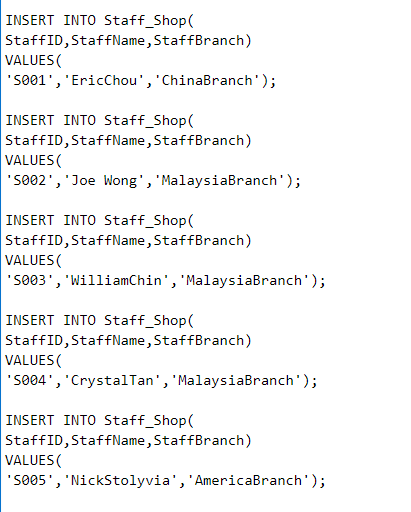 INSERT INTO Staff_Shop(
StaffID,StaffName,StaffBranch)
VALUES(
'S001','EricChou','ChinaBranch');
INSERT INTO Staff_Shop(
StaffID,StaffName,StaffBranch)
VALUES(
'S002','Joe Wong','MalaysiaBranch');
INSERT INTO Staff_Shop(
StaffID,StaffName,StaffBranch)
VALUES(
'S003','WilliamChin','MalaysiaBranch');
INSERT INTO Staff_Shop(
StaffID,StaffName,StaffBranch)
VALUES(
'S004','CrystalTan','MalaysiaBranch');
INSERT INTO Staff_Shop(
StaffID,StaffName,StaffBranch)
VALUES(
'S005','NickStolyvia','AmericaBranch');